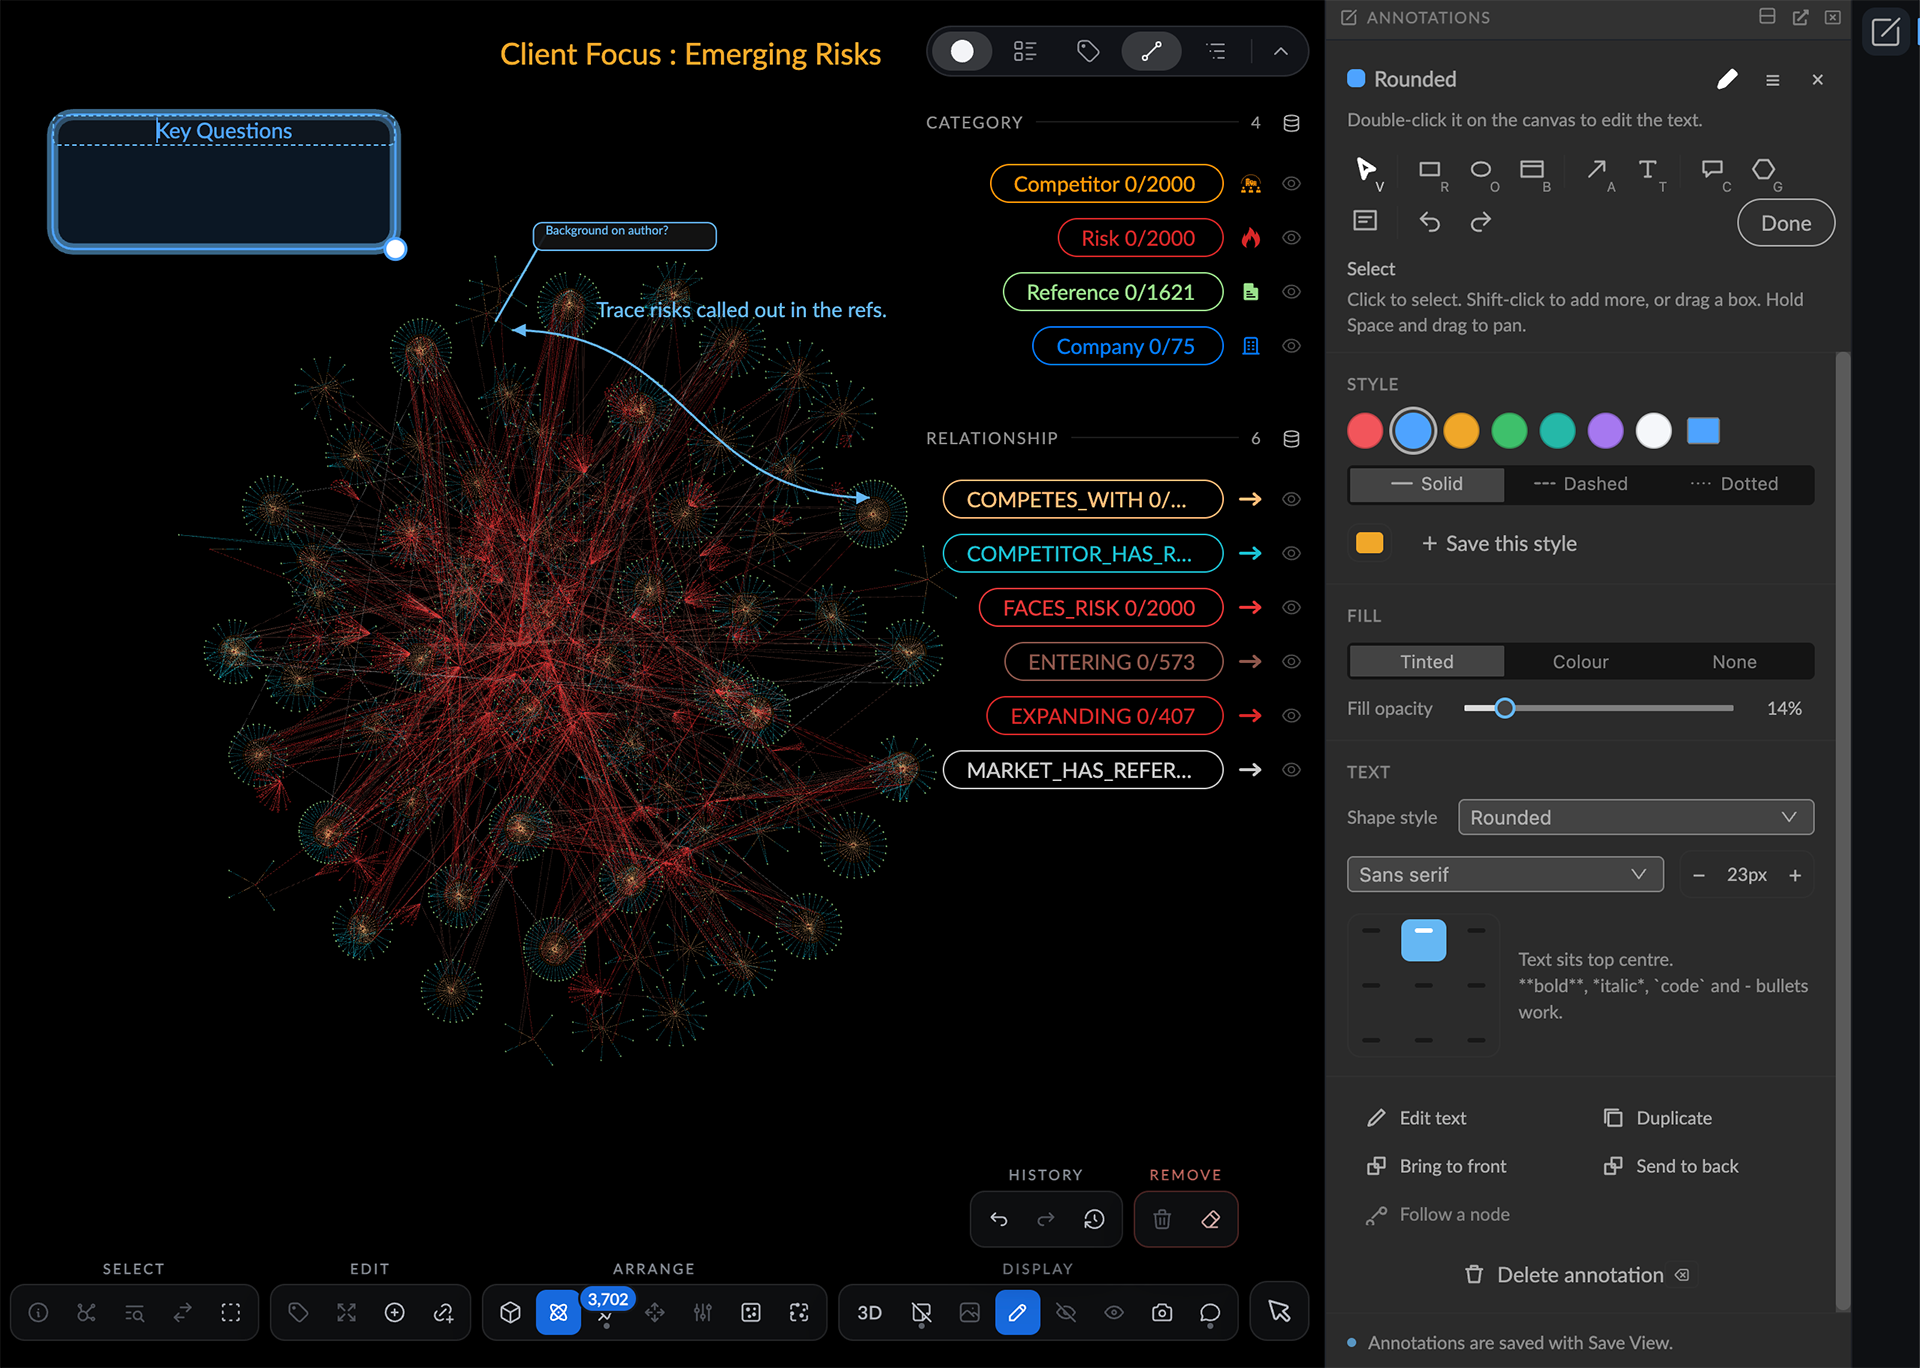 Client Focus : Emerging Risks
Key Questions
Background on author?
Trace risks called out in the refs.
CATEGORY 4
Competitor 0/2000
Risk 0/2000
Reference 0/1621
Company 0/75
RELATIONSHIP 6
COMPETES_WITH 0/...
COMPETITOR_HAS_R...
FACES_RISK 0/2000
ENTERING 0/573
EXPANDING 0/407
MARKET_HAS_REFER...
HISTORY
REMOVE
SELECT
EDIT
ARRANGE
DISPLAY
3,702
3D
ANNOTATIONS
Rounded
Double-click it on the canvas to edit the text.
V R O B A T C G
Done
Select
Click to select. Shift-click to add more, or drag a box. Hold
Space and drag to pan.
STYLE
Solid Dashed Dotted
+ Save this style
FILL
Tinted Colour None
Fill opacity 14%
TEXT
Shape style Rounded
Sans serif − 23px +
Text sits top centre.
**bold**, *italic*, `code` and - bullets
work.
Edit text Duplicate
Bring to front Send to back
Follow a node
Delete annotation
Annotations are saved with Save View.